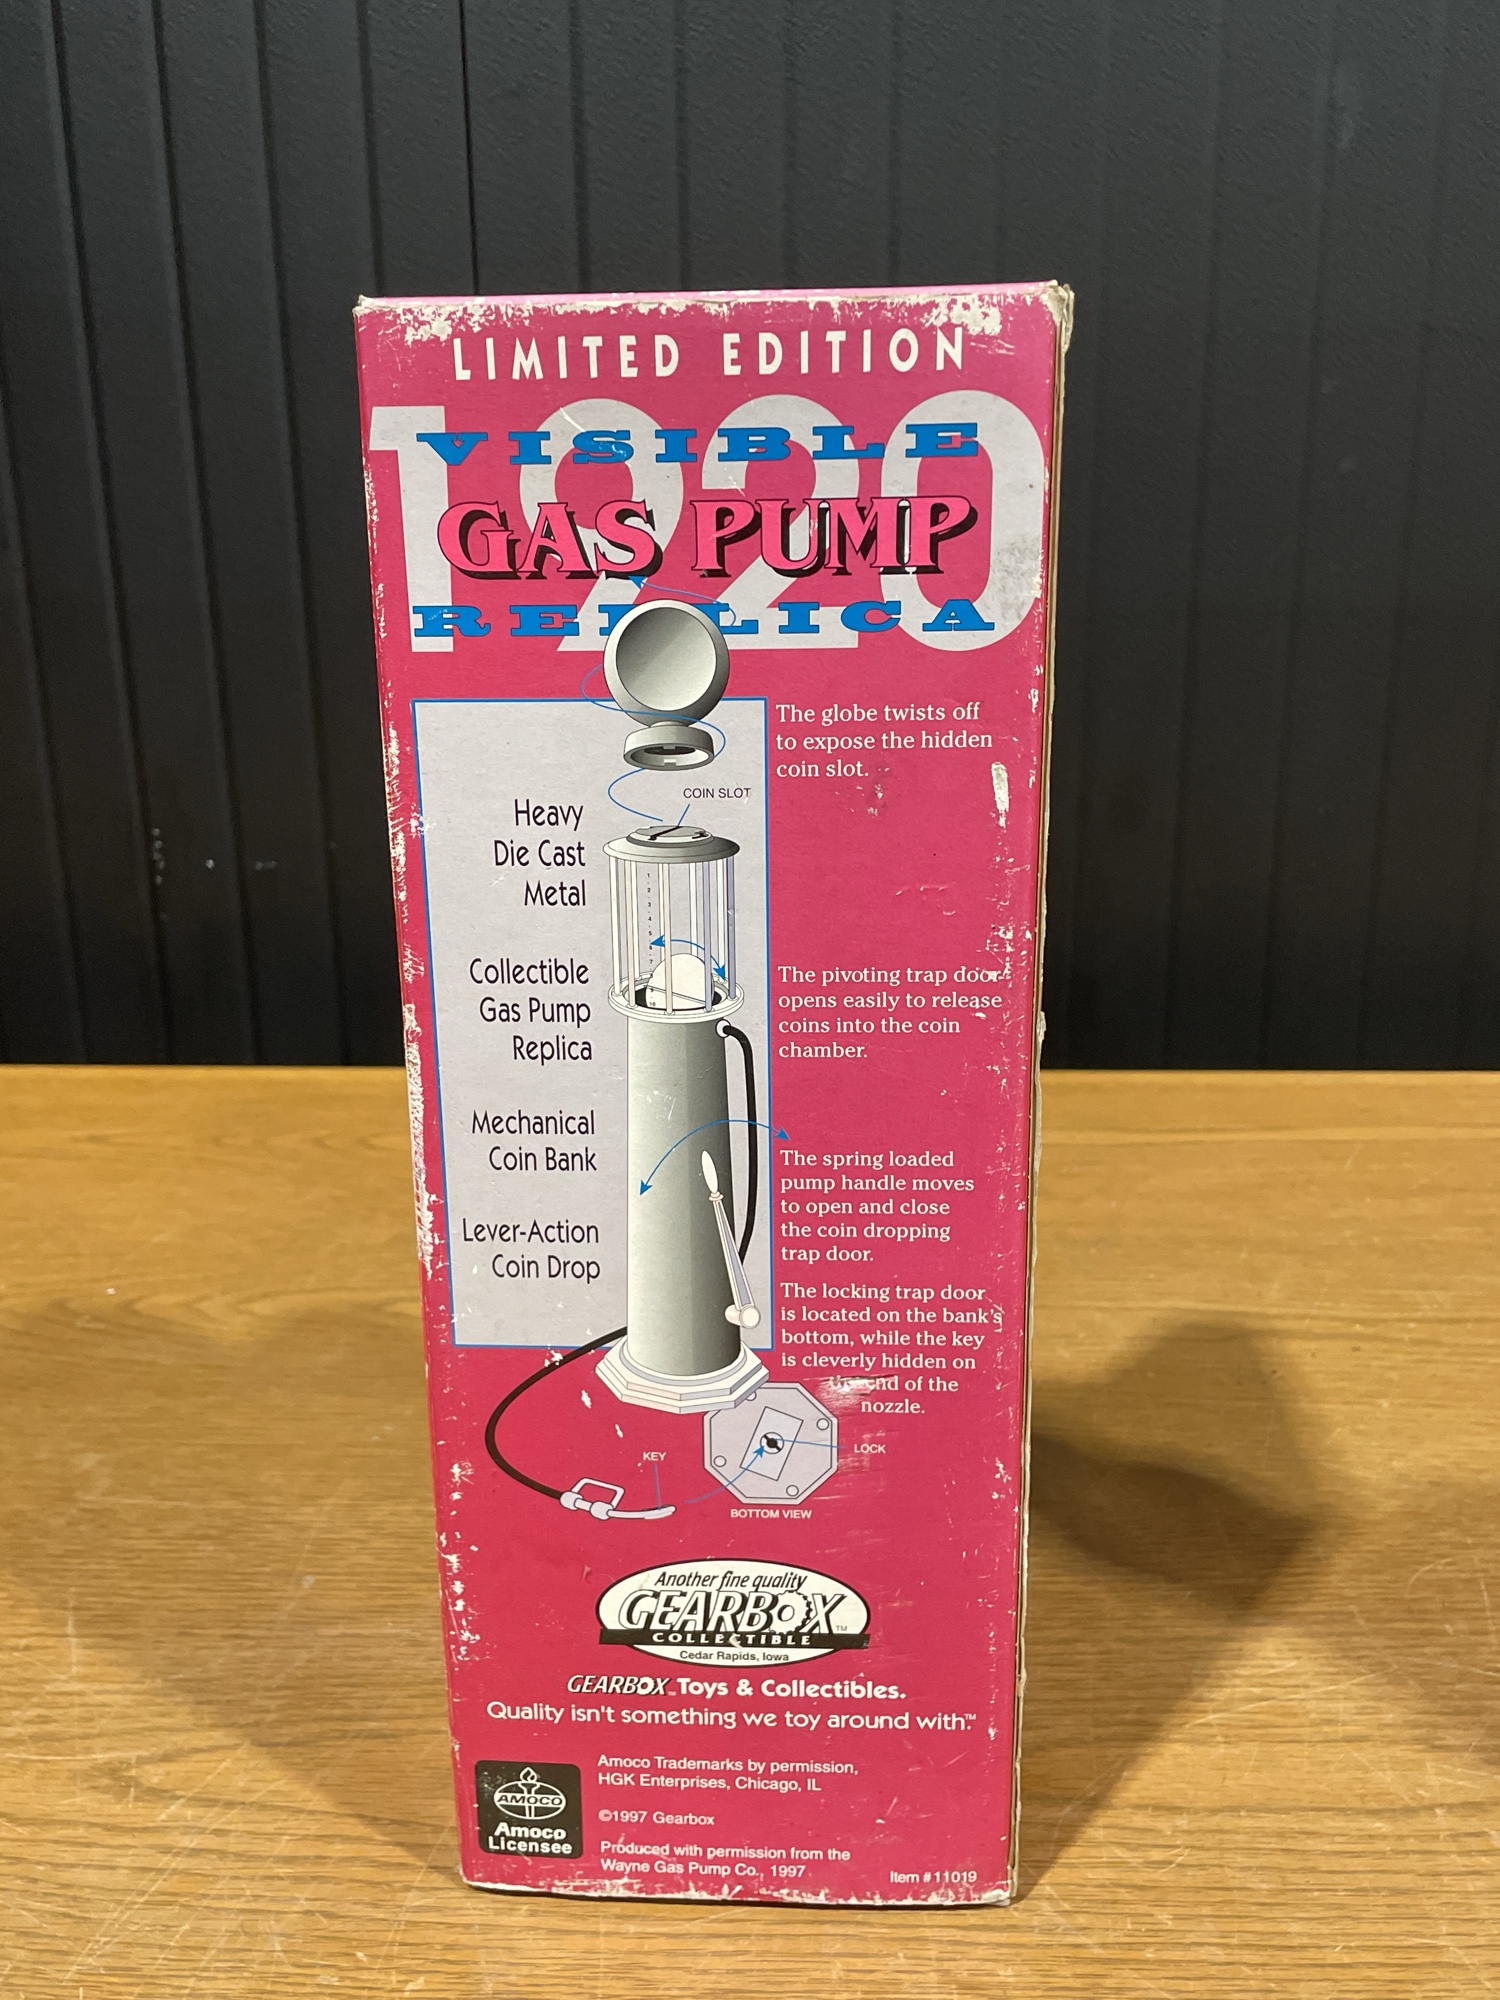 LIMITED EDITION
1920
VISIBLE
GAS PUMP
REPLICA
The globe twists off
to expose the hidden
coin slot.
COIN SLOT
Heavy
Die Cast
Metal
Collectible
Gas Pump
Replica
The pivoting trap door
opens easily to release
coins into the coin
chamber.
Mechanical
Coin Bank
Lever-Action
Coin Drop
The spring loaded
pump handle moves
to open and close
the coin dropping
trap door.
The locking trap door
is located on the bank's
bottom, while the key
is cleverly hidden on
end of the
nozzle.
KEY
LOCK
BOTTOM VIEW
Another fine quality
GEARBOX™
COLLECTIBLE
Cedar Rapids, Iowa
GEARBOX™ Toys & Collectibles.
Quality isn't something we toy around with.™
AMOCO
Amoco
Licensee
Amoco Trademarks by permission,
HGK Enterprises, Chicago, IL
©1997 Gearbox
Produced with permission from the
Wayne Gas Pump Co., 1997
Item #11019